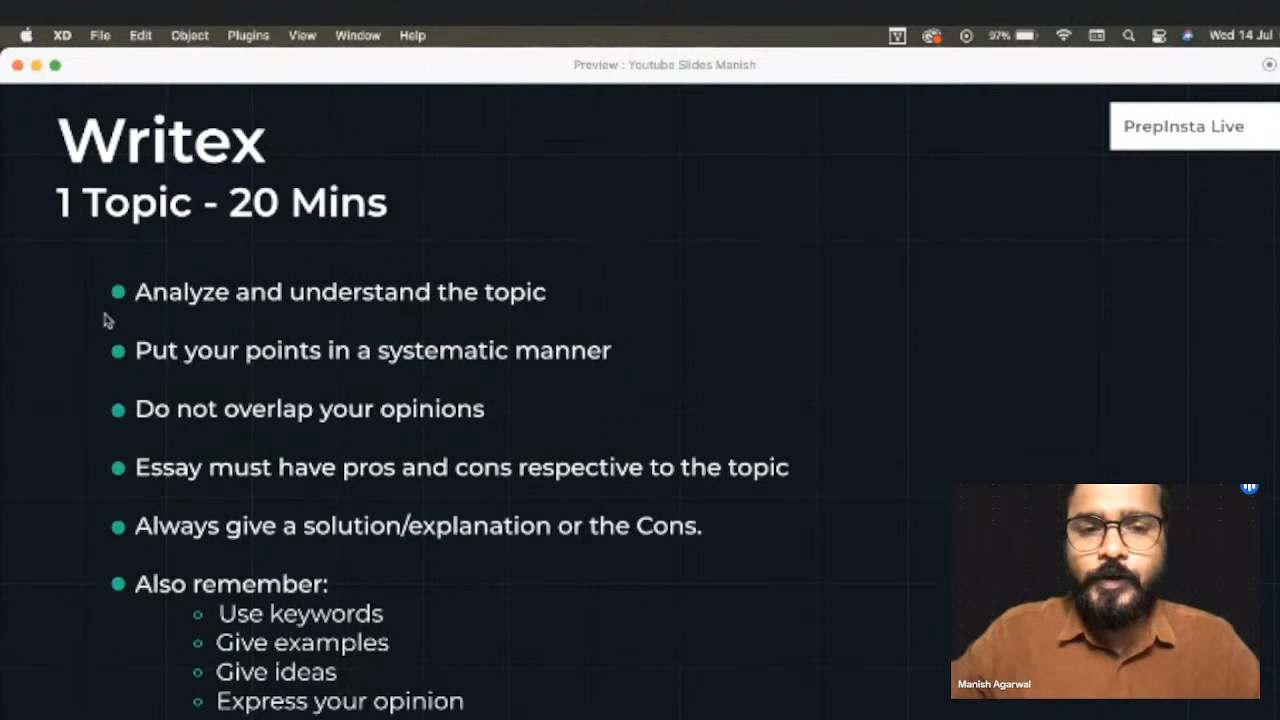 XD File Edit Object Plugins View Window Help 97% Wed 14 Jul
Preview : Youtube Slides Manish
Writex
PrepInsta Live
1 Topic - 20 Mins
Analyze and understand the topic
Put your points in a systematic manner
Do not overlap your opinions
Essay must have pros and cons respective to the topic
Always give a solution/explanation or the Cons.
Also remember:
Use keywords
Give examples
Give ideas
Express your opinion
Manish Agarwal